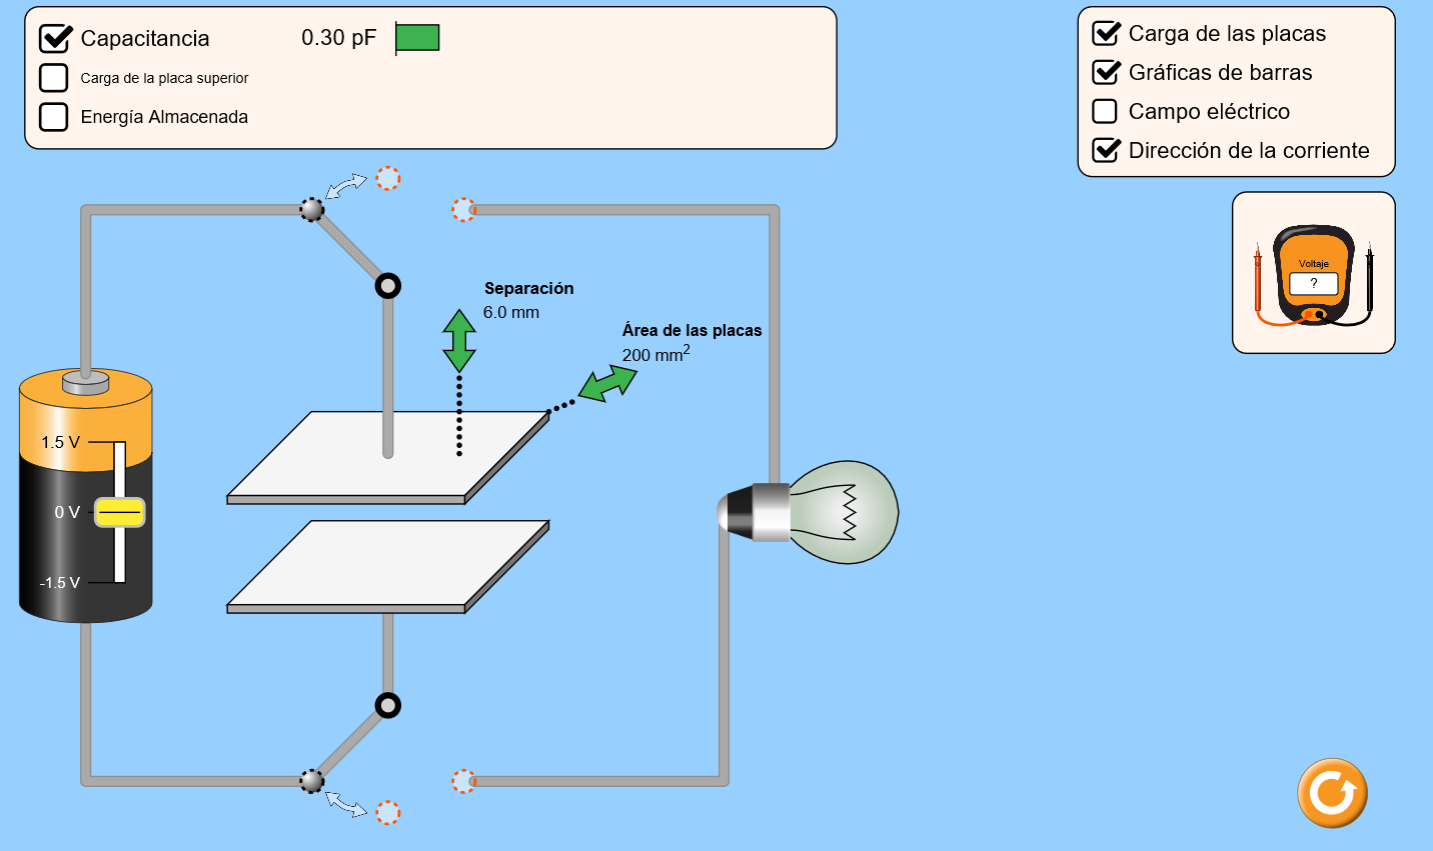 Capacitancia 0.30 pF
Carga de la placa superior
Energía Almacenada
Carga de las placas
Gráficas de barras
Campo eléctrico
Dirección de la corriente
Voltaje
?
Separación
6.0 mm
Área de las placas
200 mm²
1.5 V
0 V
-1.5 V